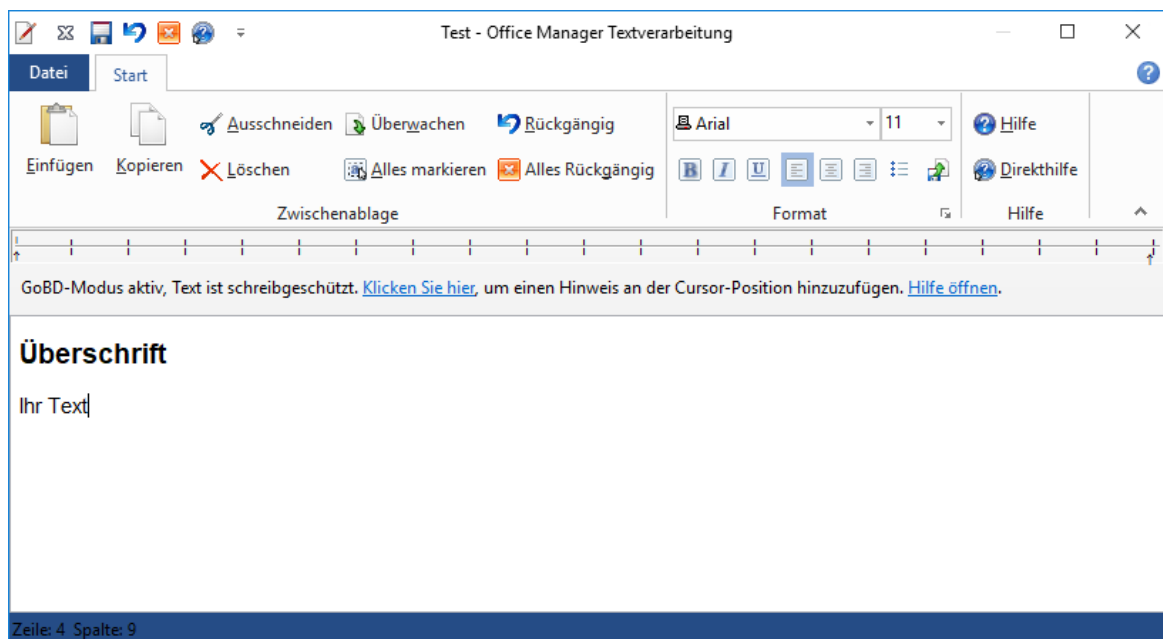 Test - Office Manager Textverarbeitung
Datei Start
Einfügen Kopieren Ausschneiden Überwachen Rückgängig Arial 11 Hilfe
Löschen Alles markieren Alles Rückgängig B I U Direkthilfe
Zwischenablage Format Hilfe
GoBD-Modus aktiv, Text ist schreibgeschützt. Klicken Sie hier, um einen Hinweis an der Cursor-Position hinzuzufügen. Hilfe öffnen.
Überschrift
Ihr Text
Zeile: 4 Spalte: 9